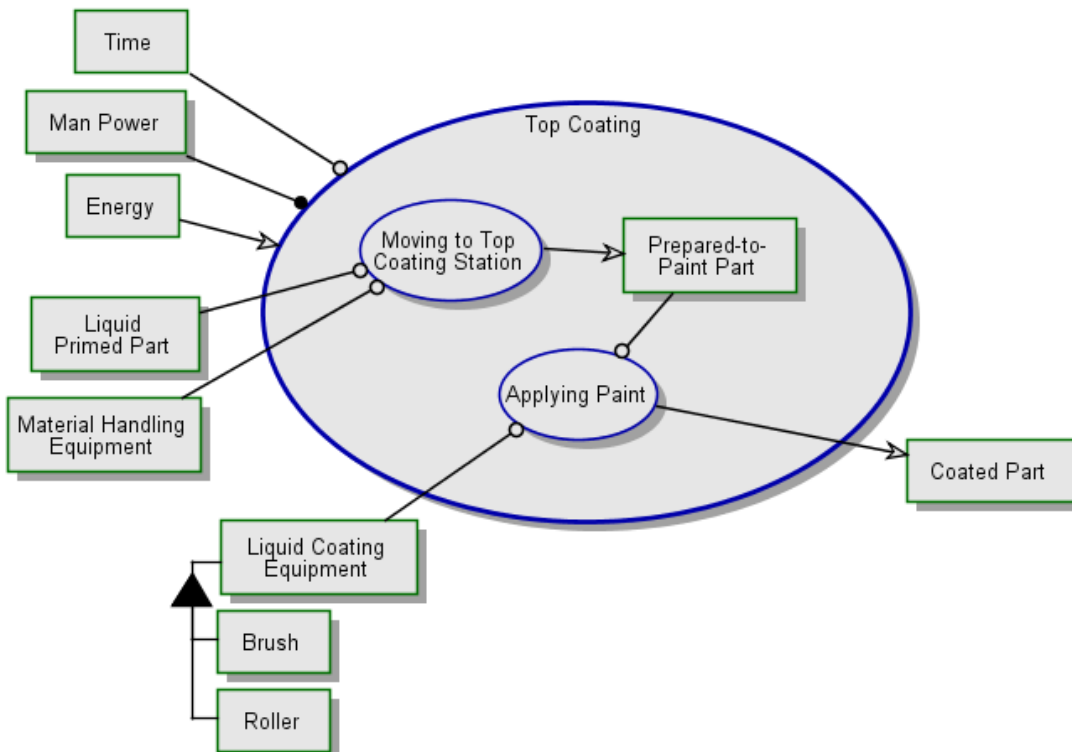 Time
Top Coating
Man Power
Energy
Moving to Top
Coating Station
Prepared-to-
Paint Part
Liquid
Primed Part
Applying Paint
Material Handling
Equipment
Coated Part
Liquid Coating
Equipment
Brush
Roller